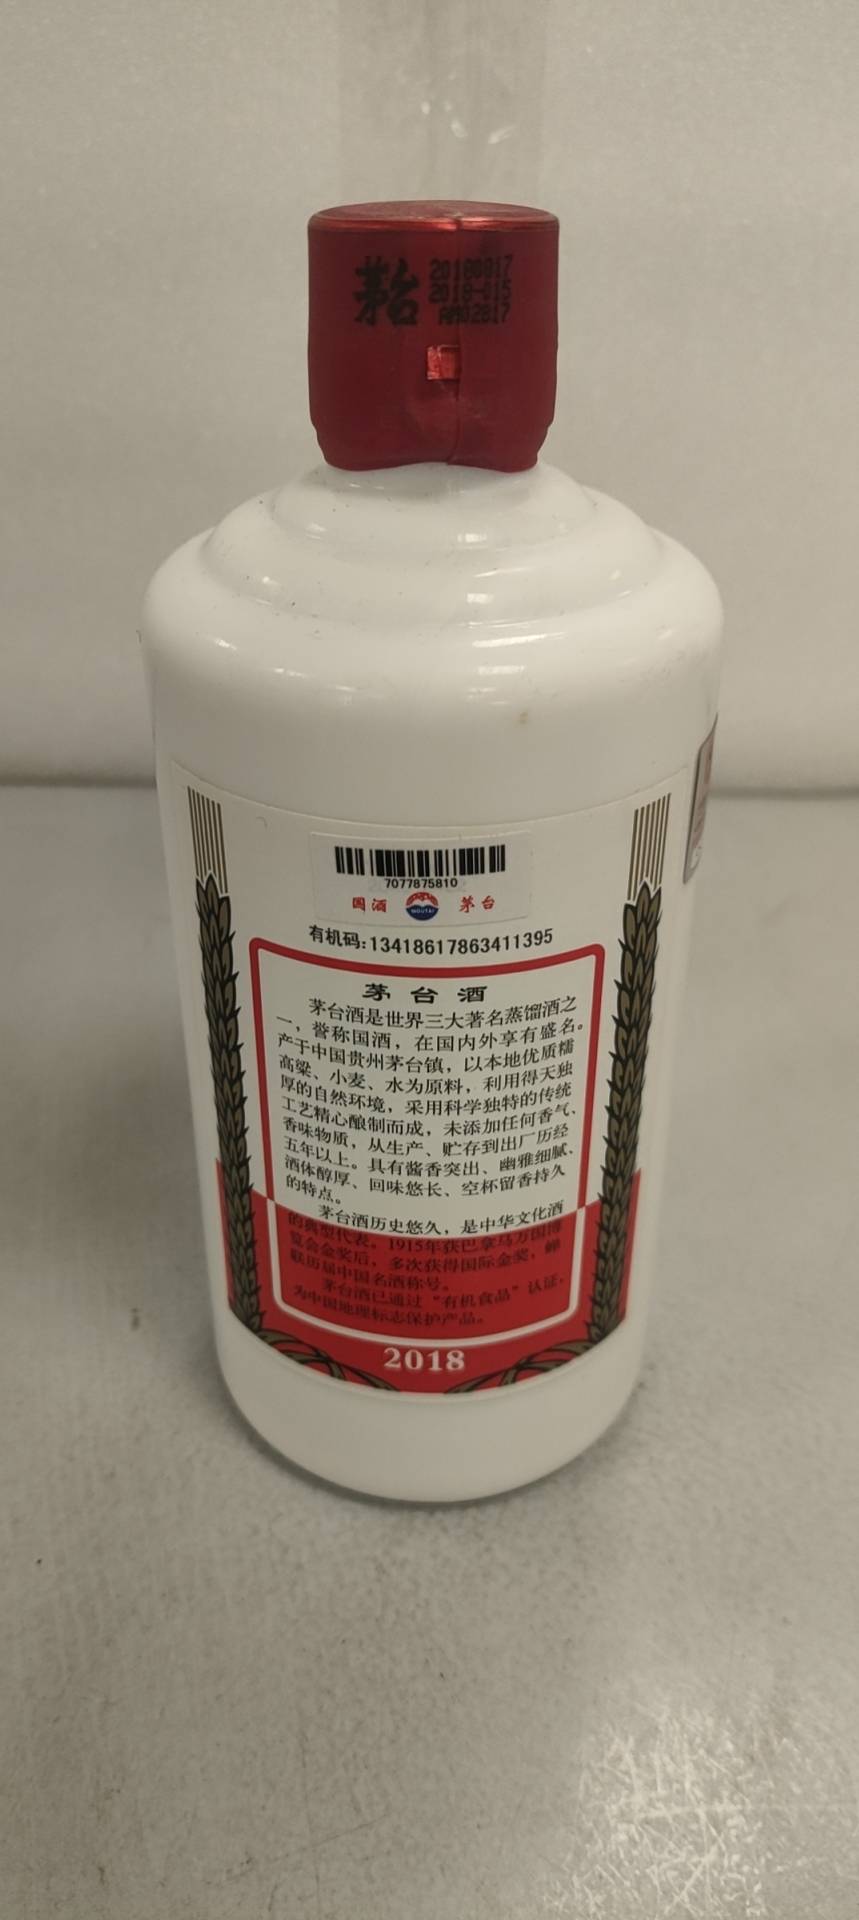 茅台
20180817
2018-015
7077875810
国酒
MOUTAI
茅台
有机码:13418617863411395
茅台酒
茅台酒是世界三大著名蒸馏酒之
一，誉称国酒，在国内外享有盛名。
产于中国贵州茅台镇，以本地优质糯
高粱、小麦、水为原料，利用得天独
厚的自然环境，采用科学独特的传统
工艺精心酿制而成，未添加任何香气、
香味物质，从生产、贮存到出厂历经
五年以上。具有酱香突出、幽雅细腻、
酒体醇厚、回味悠长、空杯留香持久
的特点。
茅台酒历史悠久，是中华文化酒
的典型代表。1915年获巴拿马万国博
览会金奖后，多次获得国际金奖，蝉
联历届中国名酒称号。
茅台酒已通过“有机食品”认证，
为中国地理标志保护产品。
2018